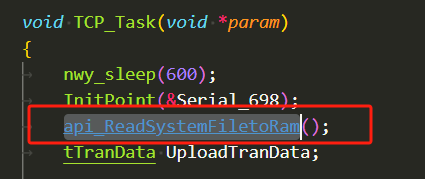 void TCP_Task(void *param)
{
nwy_sleep(600);
InitPoint(&Serial_698);
api_ReadSystemFiletoRam();
tTranData UploadTranData;